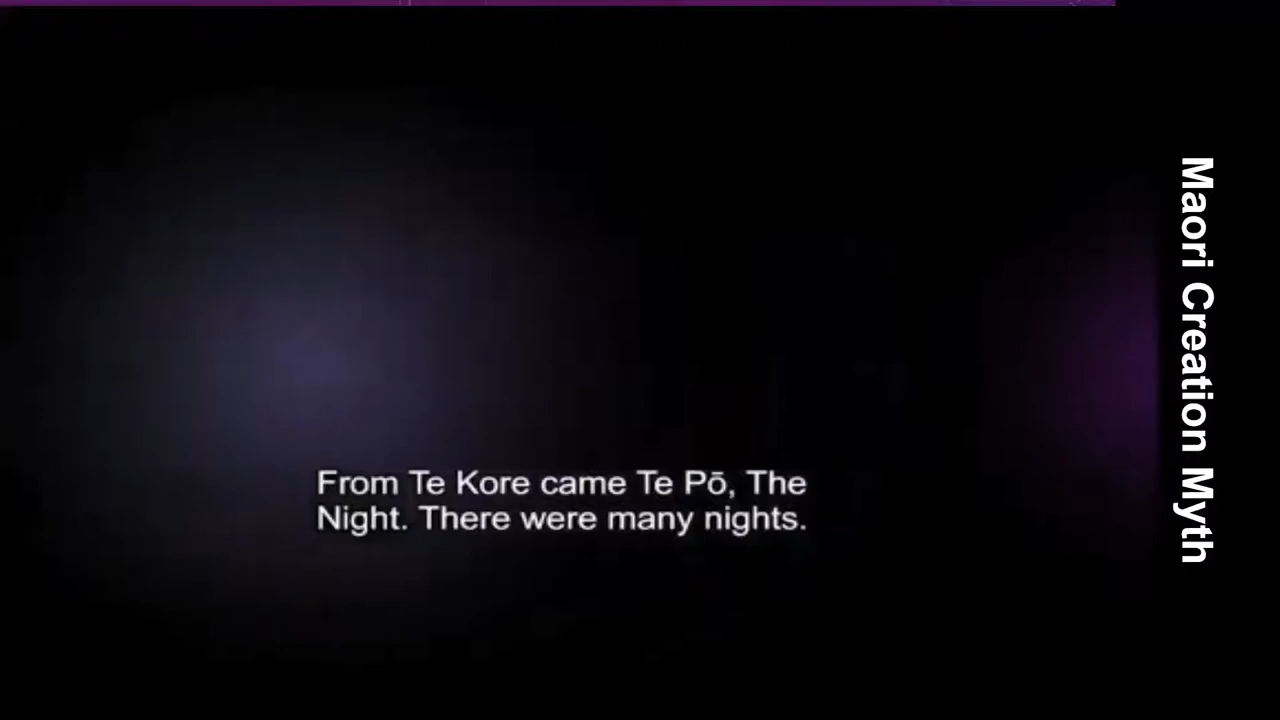 From Te Kore came Te Pō, The
Night. There were many nights.
Maori Creation Myth